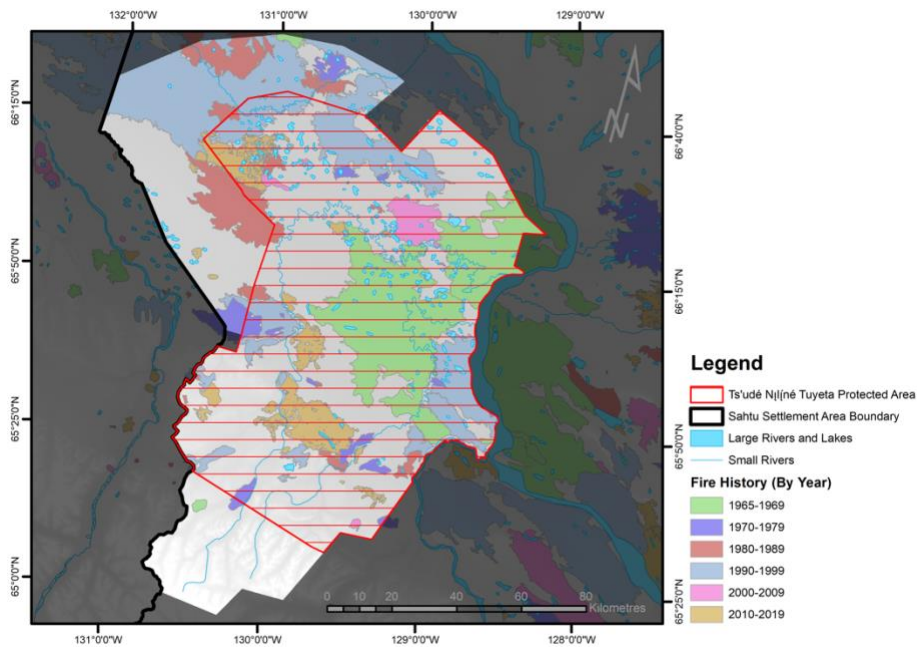 132°0'0"W 131°0'0"W 130°0'0"W 129°0'0"W
66°15'0"N
65°50'0"N
65°25'0"N
65°0'0"N
66°40'0"N
66°15'0"N
65°50'0"N
65°25'0"N
N
0 10 20 40 60 80
Kilometres
131°0'0"W 130°0'0"W 129°0'0"W 128°0'0"W
Legend
Ts'udé Nı̨lı̨né Tuyeta Protected Area
Sahtu Settlement Area Boundary
Large Rivers and Lakes
Small Rivers
Fire History (By Year)
1965-1969
1970-1979
1980-1989
1990-1999
2000-2009
2010-2019